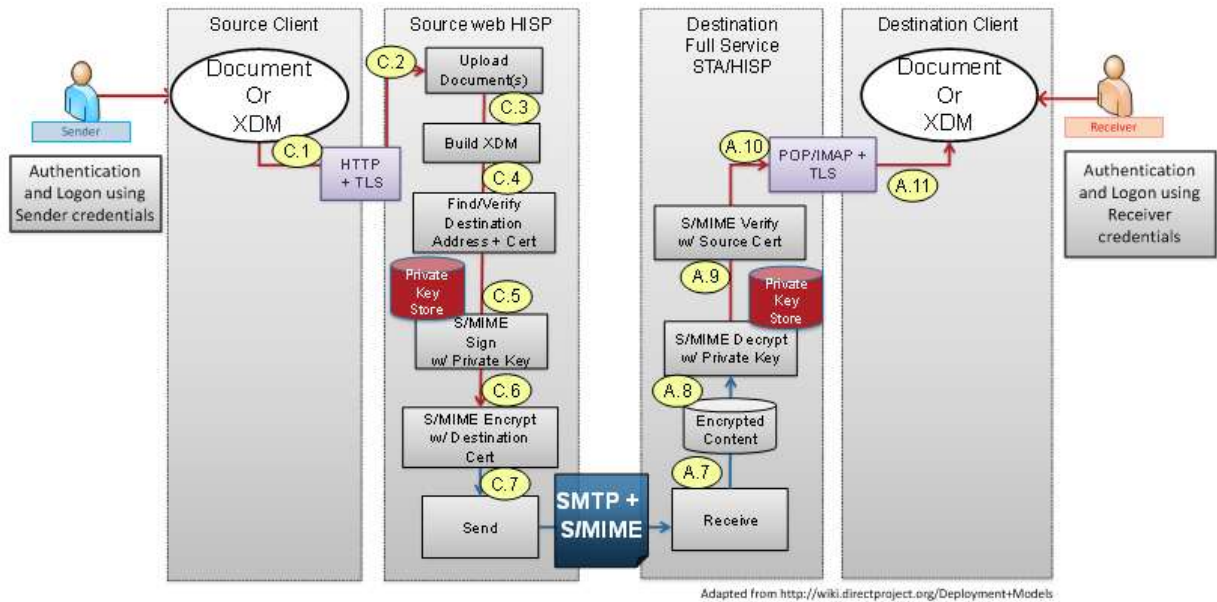 Source Client
Source web HISP
Destination
Full Service
STA/HISP
Destination Client
Sender
Authentication
and Logon using
Sender credentials
Document
Or
XDM
C.1
HTTP
+ TLS
C.2
Upload
Document(s)
C.3
Build XDM
C.4
Find/Verify
Destination
Address + Cert
Private
Key
Store
C.5
S/MIME
Sign
w/ Private Key
C.6
S/MIME Encrypt
w/ Destination
Cert
C.7
Send
SMTP +
S/MIME
Receive
A.7
Encrypted
Content
A.8
S/MIME Decrypt
w/ Private Key
Private
Key
Store
A.9
S/MIME Verify
w/ Source Cert
A.10
POP/IMAP +
TLS
A.11
Document
Or
XDM
Receiver
Authentication
and Logon using
Receiver
credentials
Adapted from http://wiki.directproject.org/Deployment+Models